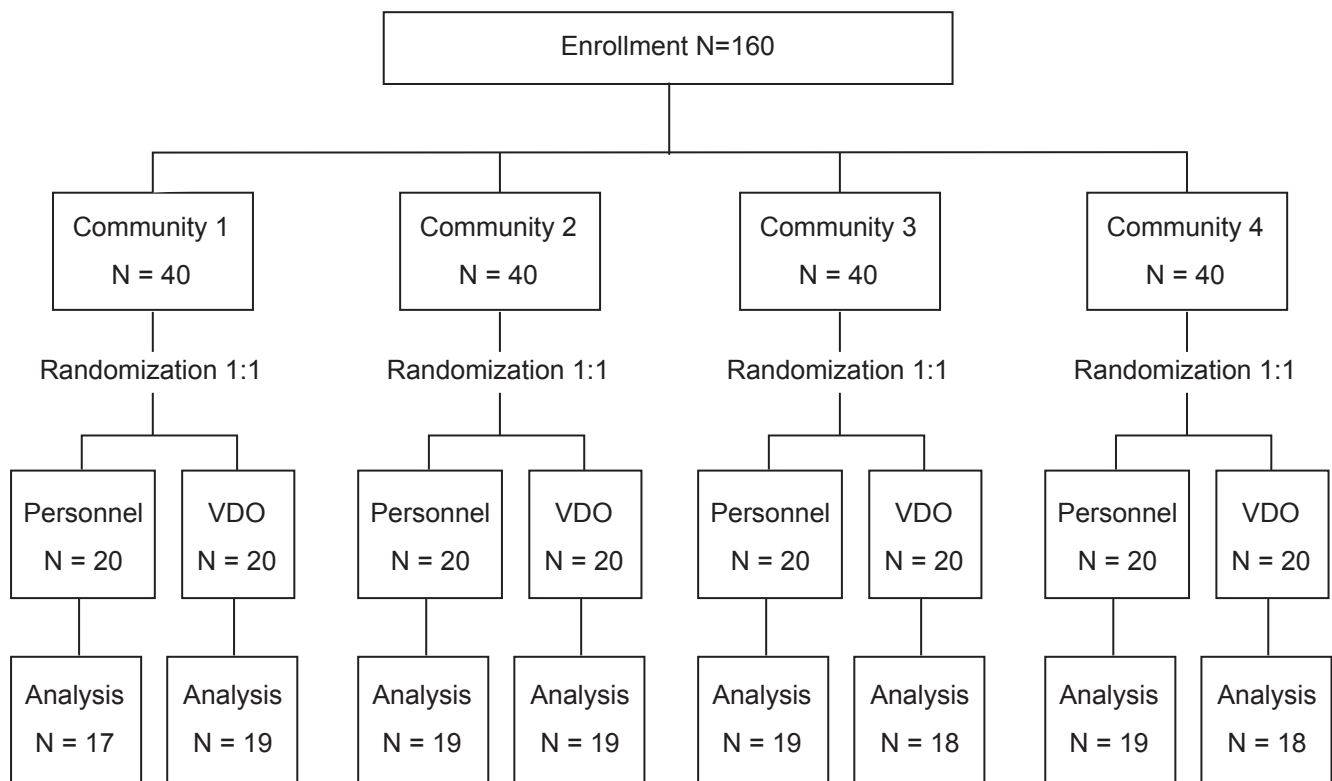 Enrollment N=160
Community 1
N = 40
Community 2
N = 40
Community 3
N = 40
Community 4
N = 40
Randomization 1:1
Randomization 1:1
Randomization 1:1
Randomization 1:1
Personnel
N = 20
VDO
N = 20
Personnel
N = 20
VDO
N = 20
Personnel
N = 20
VDO
N = 20
Personnel
N = 20
VDO
N = 20
Analysis
N = 17
Analysis
N = 19
Analysis
N = 19
Analysis
N = 19
Analysis
N = 19
Analysis
N = 18
Analysis
N = 19
Analysis
N = 18